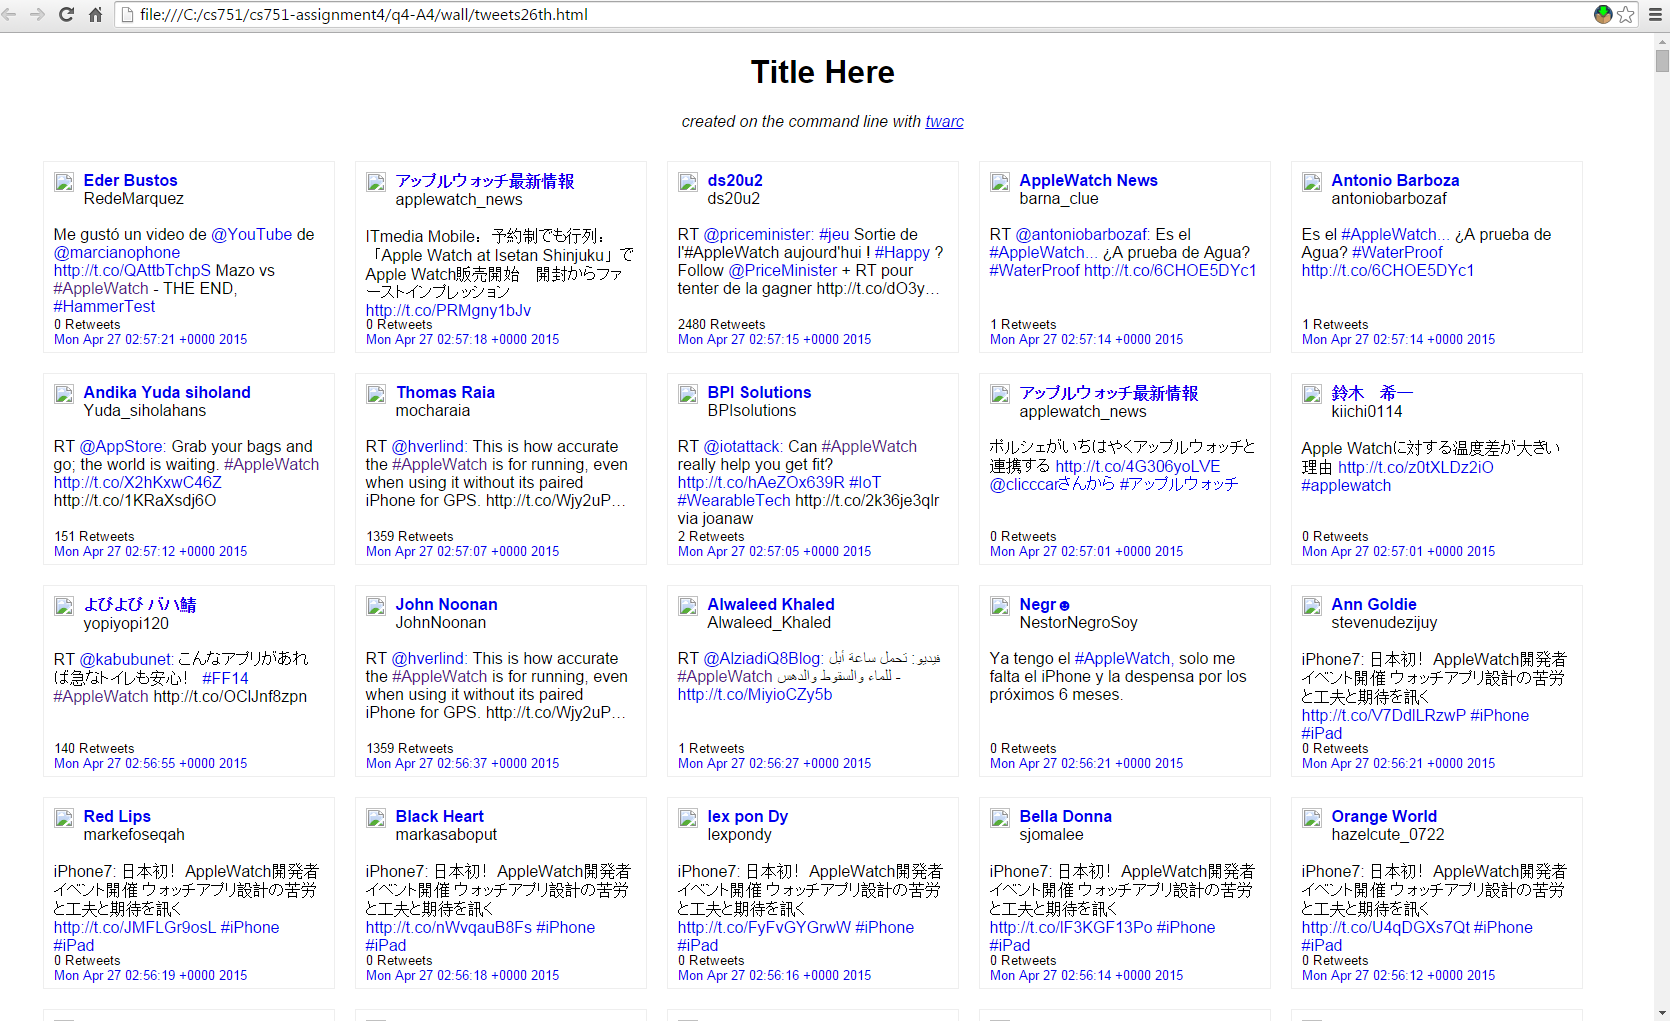 file:///C:/cs751/cs751-assignment4/q4-A4/wall/tweets26th.html
Title Here
created on the command line with twarc
Eder Bustos
RedeMarquez
Me gustó un video de @YouTube de
@marcianophone
http://t.co/QAttbTchpS Mazo vs
#AppleWatch - THE END,
#HammerTest
0 Retweets
Mon Apr 27 02:57:21 +0000 2015
アップルウォッチ最新情報
applewatch_news
ITmedia Mobile：予約制でも行列：
「Apple Watch at Isetan Shinjuku」で
Apple Watch販売開始　開封からファ
ーストインプレッション
http://t.co/PRMgny1bJv
0 Retweets
Mon Apr 27 02:57:18 +0000 2015
ds20u2
ds20u2
RT @priceminister: #jeu Sortie de
l'#AppleWatch aujourd'hui ! #Happy ?
Follow @PriceMinister + RT pour
tenter de la gagner http://t.co/dO3y…
2480 Retweets
Mon Apr 27 02:57:15 +0000 2015
AppleWatch News
barna_clue
RT @antoniobarbozaf: Es el
#AppleWatch... ¿A prueba de Agua?
#WaterProof http://t.co/6CHOE5DYc1
1 Retweets
Mon Apr 27 02:57:14 +0000 2015
Antonio Barboza
antoniobarbozaf
Es el #AppleWatch... ¿A prueba de
Agua? #WaterProof
http://t.co/6CHOE5DYc1
1 Retweets
Mon Apr 27 02:57:14 +0000 2015
Andika Yuda siholand
Yuda_siholahans
RT @AppStore: Grab your bags and
go; the world is waiting. #AppleWatch
http://t.co/X2hKxwC46Z
http://t.co/1KRaXsdj6O
151 Retweets
Mon Apr 27 02:57:12 +0000 2015
Thomas Raia
mocharaia
RT @hverlind: This is how accurate
the #AppleWatch is for running, even
when using it without its paired
iPhone for GPS. http://t.co/Wjy2uP…
1359 Retweets
Mon Apr 27 02:57:07 +0000 2015
BPI Solutions
BPIsolutions
RT @iotattack: Can #AppleWatch
really help you get fit?
http://t.co/hAeZOx639R #IoT
#WearableTech http://t.co/2k36je3qlr
via joanaw
2 Retweets
Mon Apr 27 02:57:05 +0000 2015
アップルウォッチ最新情報
applewatch_news
ポルシェがいちはやくアップルウォッチと
連携する http://t.co/4G306yoLVE
@clicccarさんから #アップルウォッチ
0 Retweets
Mon Apr 27 02:57:01 +0000 2015
鈴木　希一
kiichi0114
Apple Watchに対する温度差が大きい
理由 http://t.co/z0tXLDz2iO
#applewatch
0 Retweets
Mon Apr 27 02:57:01 +0000 2015
よぴよぴ バハ鯖
yopiyopi120
RT @kabubunet: こんなアプリがあれ
ば急なトイレも安心！ #FF14
#AppleWatch http://t.co/OClJnf8zpn
140 Retweets
Mon Apr 27 02:56:55 +0000 2015
John Noonan
JohnNoonan
RT @hverlind: This is how accurate
the #AppleWatch is for running, even
when using it without its paired
iPhone for GPS. http://t.co/Wjy2uP…
1359 Retweets
Mon Apr 27 02:56:37 +0000 2015
Alwaleed Khaled
Alwaleed_Khaled
RT @AlziadiQ8Blog: فيديو: تحمل ساعة أبل
#AppleWatch للماء والسقوط والدهس -
http://t.co/MiyioCZy5b
1 Retweets
Mon Apr 27 02:56:27 +0000 2015
Negr☻
NestorNegroSoy
Ya tengo el #AppleWatch, solo me
falta el iPhone y la despensa por los
próximos 6 meses.
0 Retweets
Mon Apr 27 02:56:21 +0000 2015
Ann Goldie
stevenudezijuy
iPhone7: 日本初！ AppleWatch開発者
イベント開催 ウォッチアプリ設計の苦労
と工夫と期待を訊く
http://t.co/V7DdlLRzwP #iPhone
#iPad
0 Retweets
Mon Apr 27 02:56:21 +0000 2015
Red Lips
markefoseqah
iPhone7: 日本初！ AppleWatch開発者
イベント開催 ウォッチアプリ設計の苦労
と工夫と期待を訊く
http://t.co/JMFLGr9osL #iPhone
#iPad
0 Retweets
Mon Apr 27 02:56:19 +0000 2015
Black Heart
markasaboput
iPhone7: 日本初！ AppleWatch開発者
イベント開催 ウォッチアプリ設計の苦労
と工夫と期待を訊く
http://t.co/nWvqauB8Fs #iPhone
#iPad
0 Retweets
Mon Apr 27 02:56:18 +0000 2015
lex pon Dy
lexpondy
iPhone7: 日本初！ AppleWatch開発者
イベント開催 ウォッチアプリ設計の苦労
と工夫と期待を訊く
http://t.co/FyFvGYGrwW #iPhone
#iPad
0 Retweets
Mon Apr 27 02:56:16 +0000 2015
Bella Donna
sjomalee
iPhone7: 日本初！ AppleWatch開発者
イベント開催 ウォッチアプリ設計の苦労
と工夫と期待を訊く
http://t.co/lF3KGF13Po #iPhone
#iPad
0 Retweets
Mon Apr 27 02:56:14 +0000 2015
Orange World
hazelcute_0722
iPhone7: 日本初！ AppleWatch開発者
イベント開催 ウォッチアプリ設計の苦労
と工夫と期待を訊く
http://t.co/U4qDGXs7Qt #iPhone
#iPad
0 Retweets
Mon Apr 27 02:56:12 +0000 2015